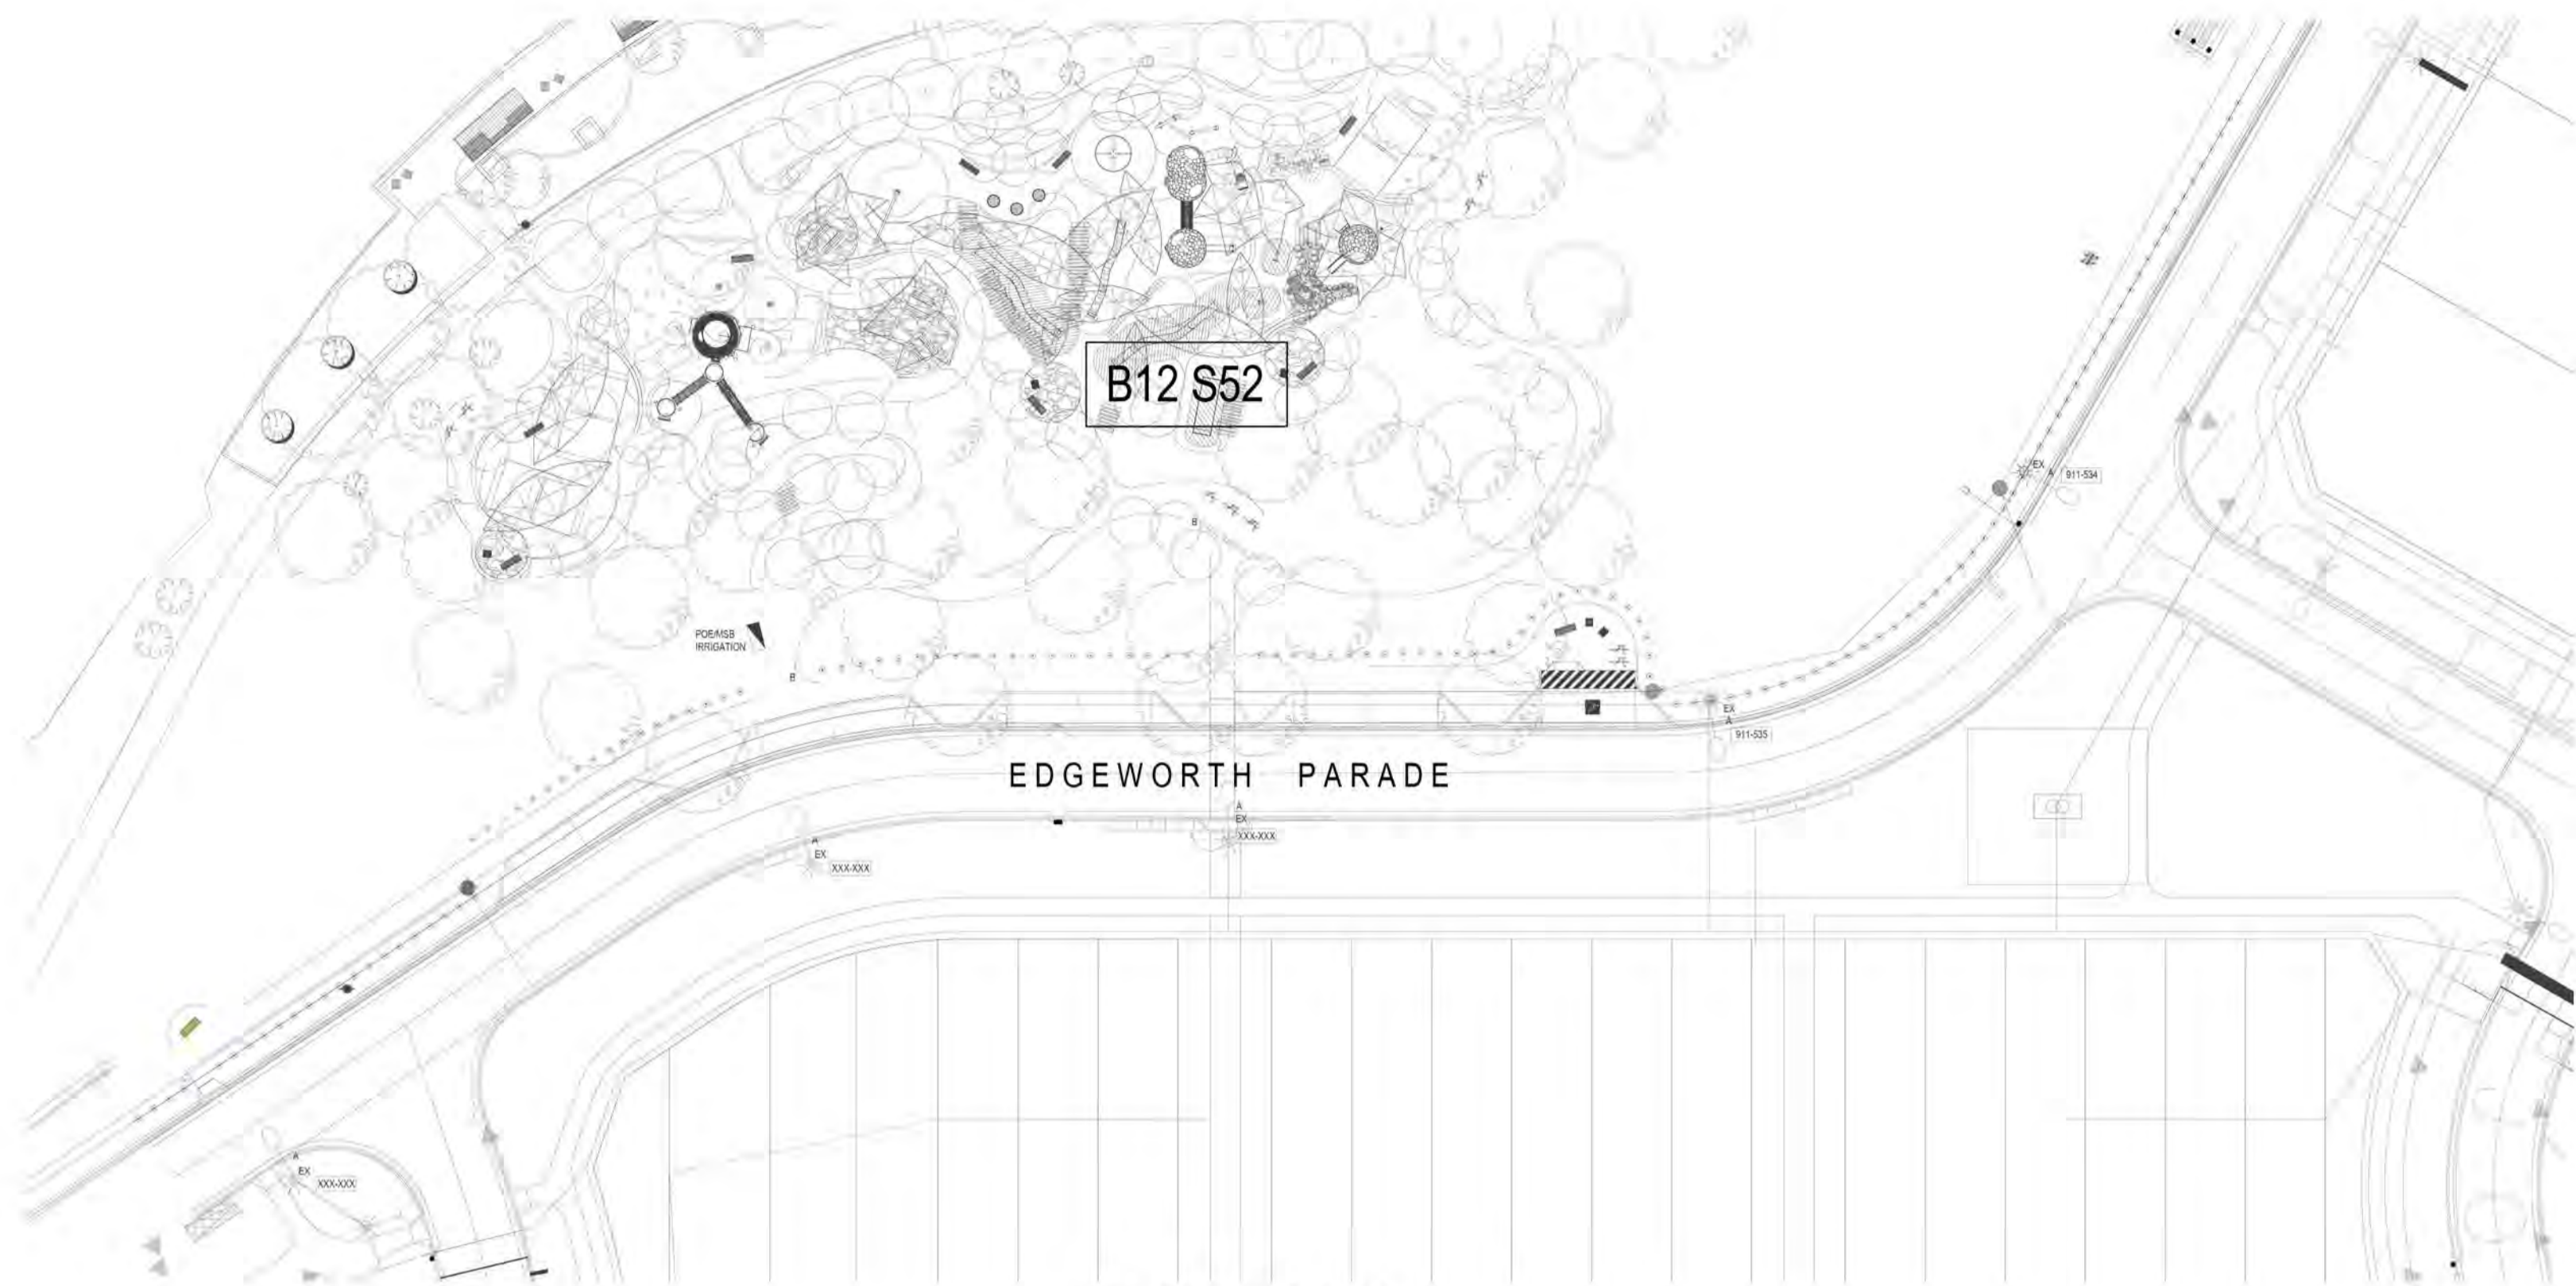 B12 S52
EX
A
911-534
B
POE/MSB
IRRIGATION
B
EX
A
911-535
EDGEWORTH PARADE
A
EX
XXX-XXX
A
EX
XXX-XXX
A
EX
XXX-XXX